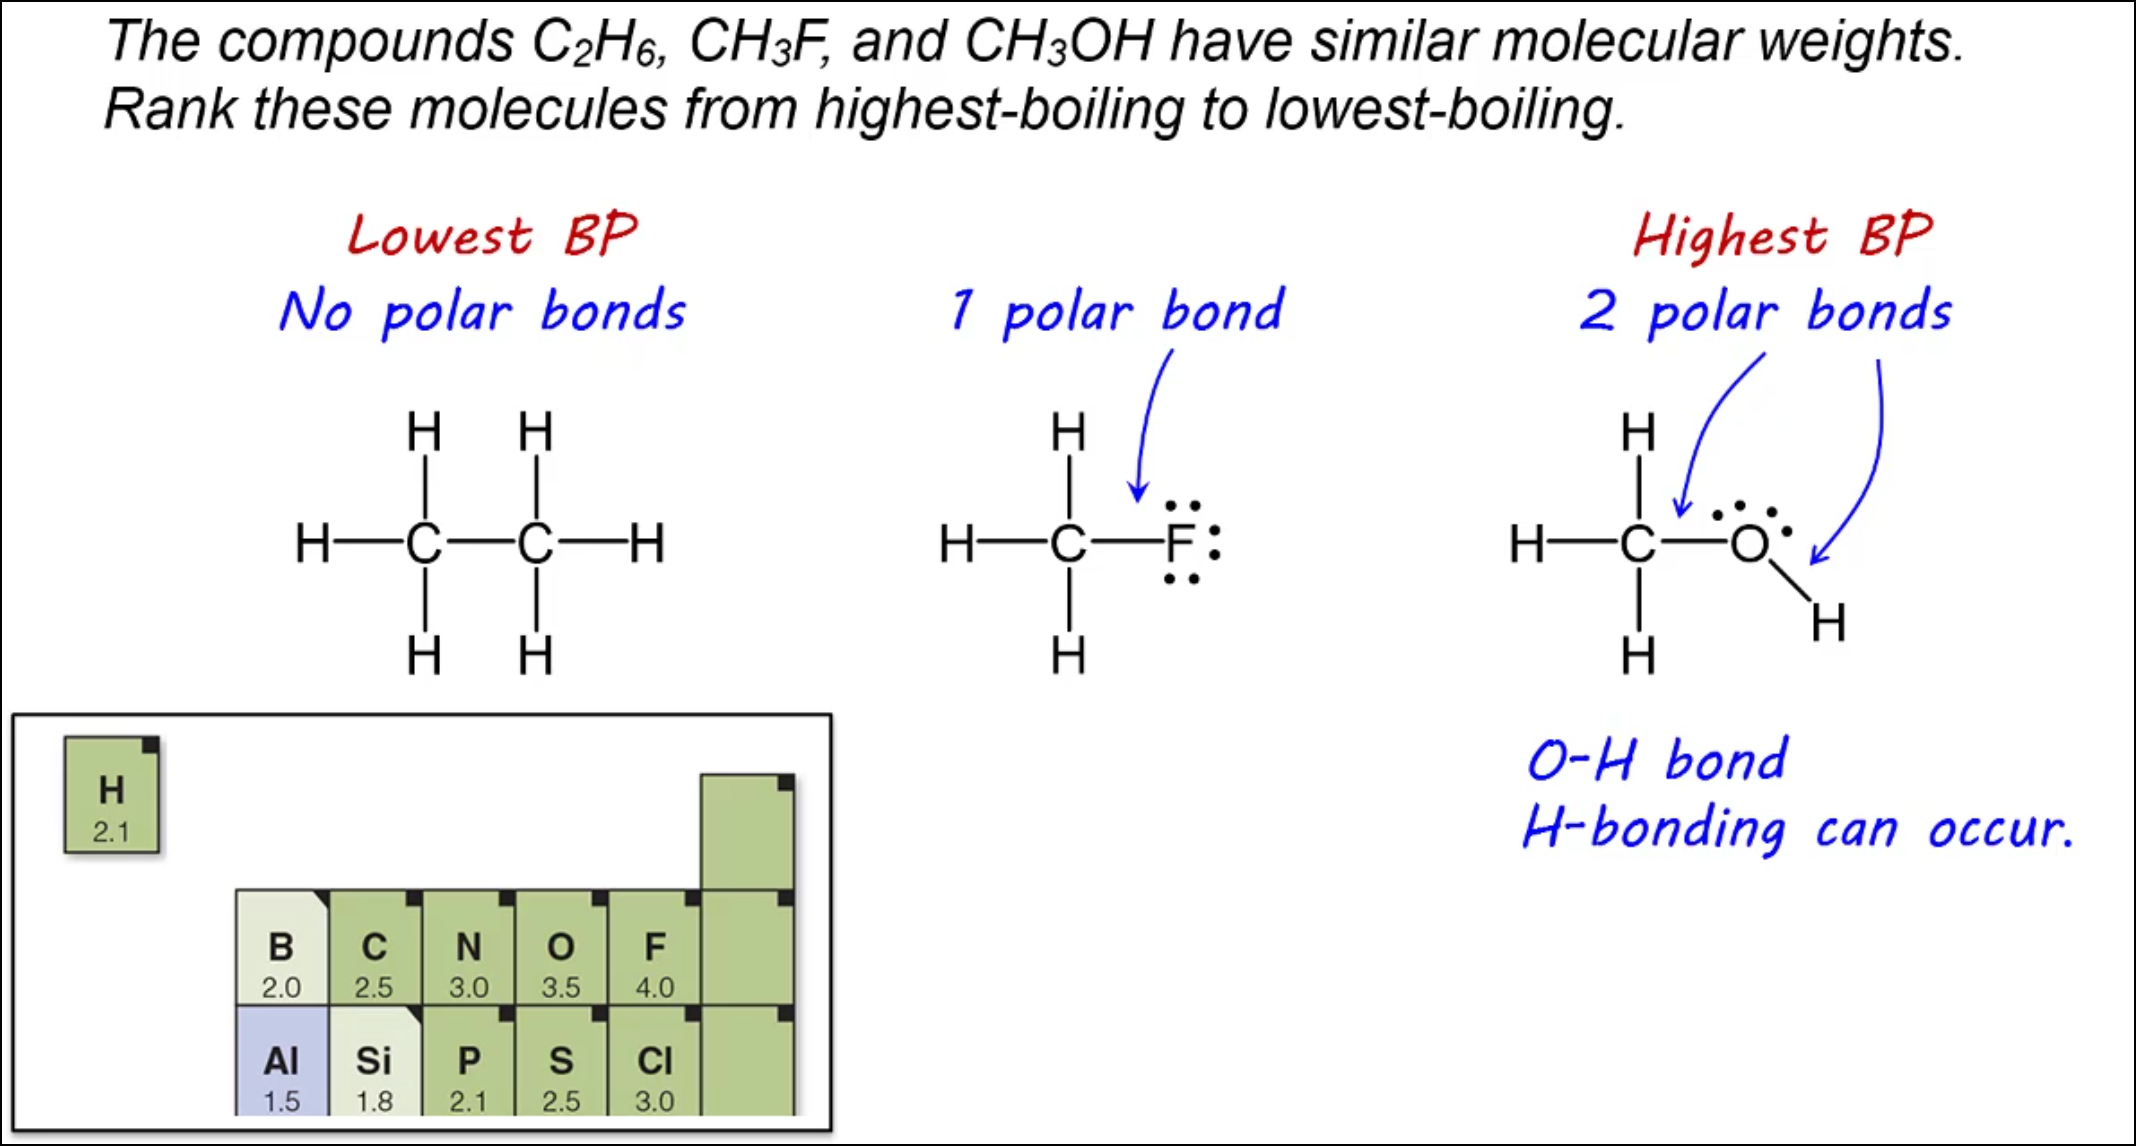 The compounds C₂H₆, CH₃F, and CH₃OH have similar molecular weights.
Rank these molecules from highest-boiling to lowest-boiling.
Lowest BP
No polar bonds
1 polar bond
Highest BP
2 polar bonds
H H
H C C H
H H
H
H C F
H
H
H C O
H
H
O-H bond
H-bonding can occur.
H
2.1
B C N O F
2.0 2.5 3.0 3.5 4.0
Al Si P S Cl
1.5 1.8 2.1 2.5 3.0